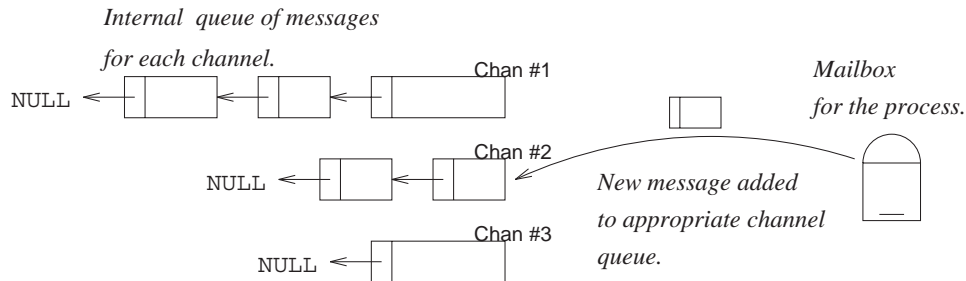 Internal queue of messages
for each channel.
Chan #1
NULL
Mailbox
for the process.
Chan #2
NULL
New message added
to appropriate channel
queue.
Chan #3
NULL